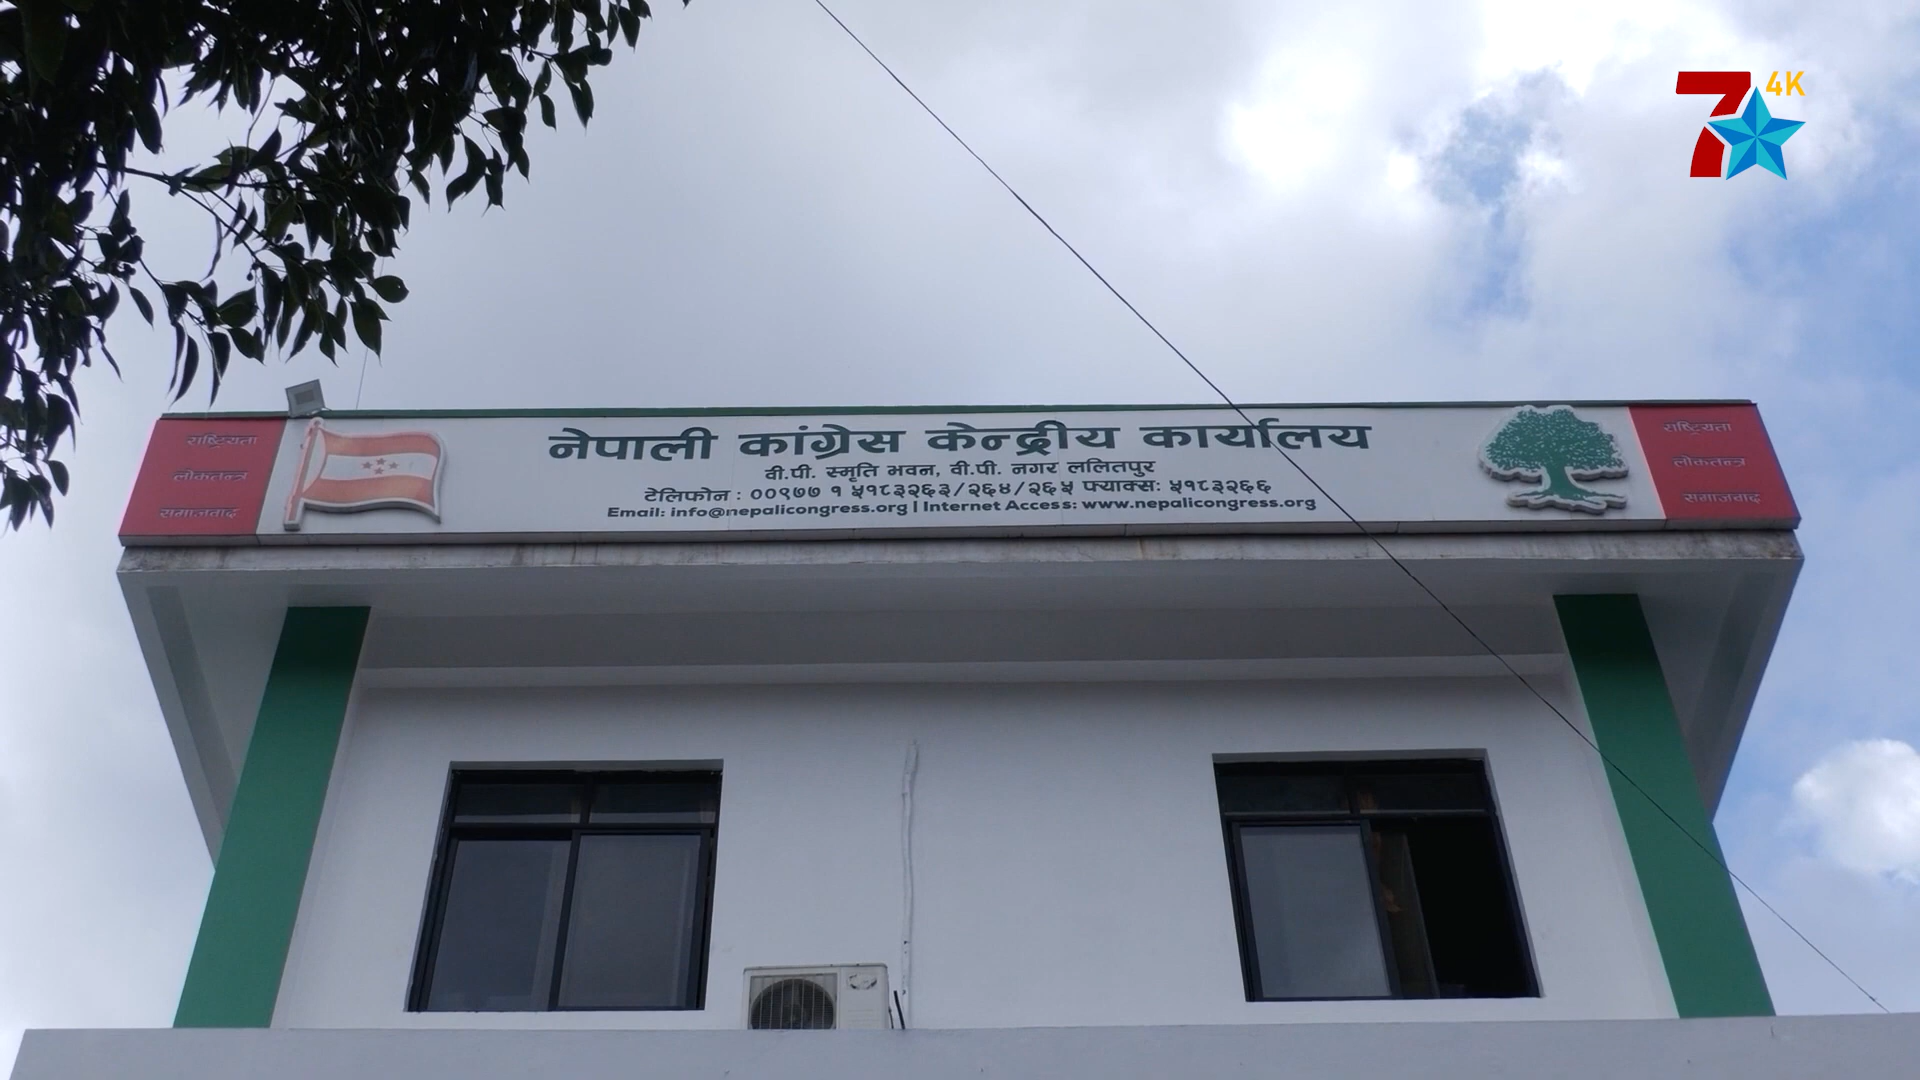 7 4K
नेपाली कांग्रेस केन्द्रीय कार्यालय
वी.पी. स्मृति भवन, वी.पी. नगर ललितपुर
टेलिफोन : ००९७७ १ ५१८३२६३/२६४/२६५ फ्याक्स: ५१८३२६६
Email: info@nepalicongress.org | Internet Access: www.nepalicongress.org
राष्ट्रियता
लोकतन्त्र
समाजवाद
राष्ट्रियता
लोकतन्त्र
समाजवाद